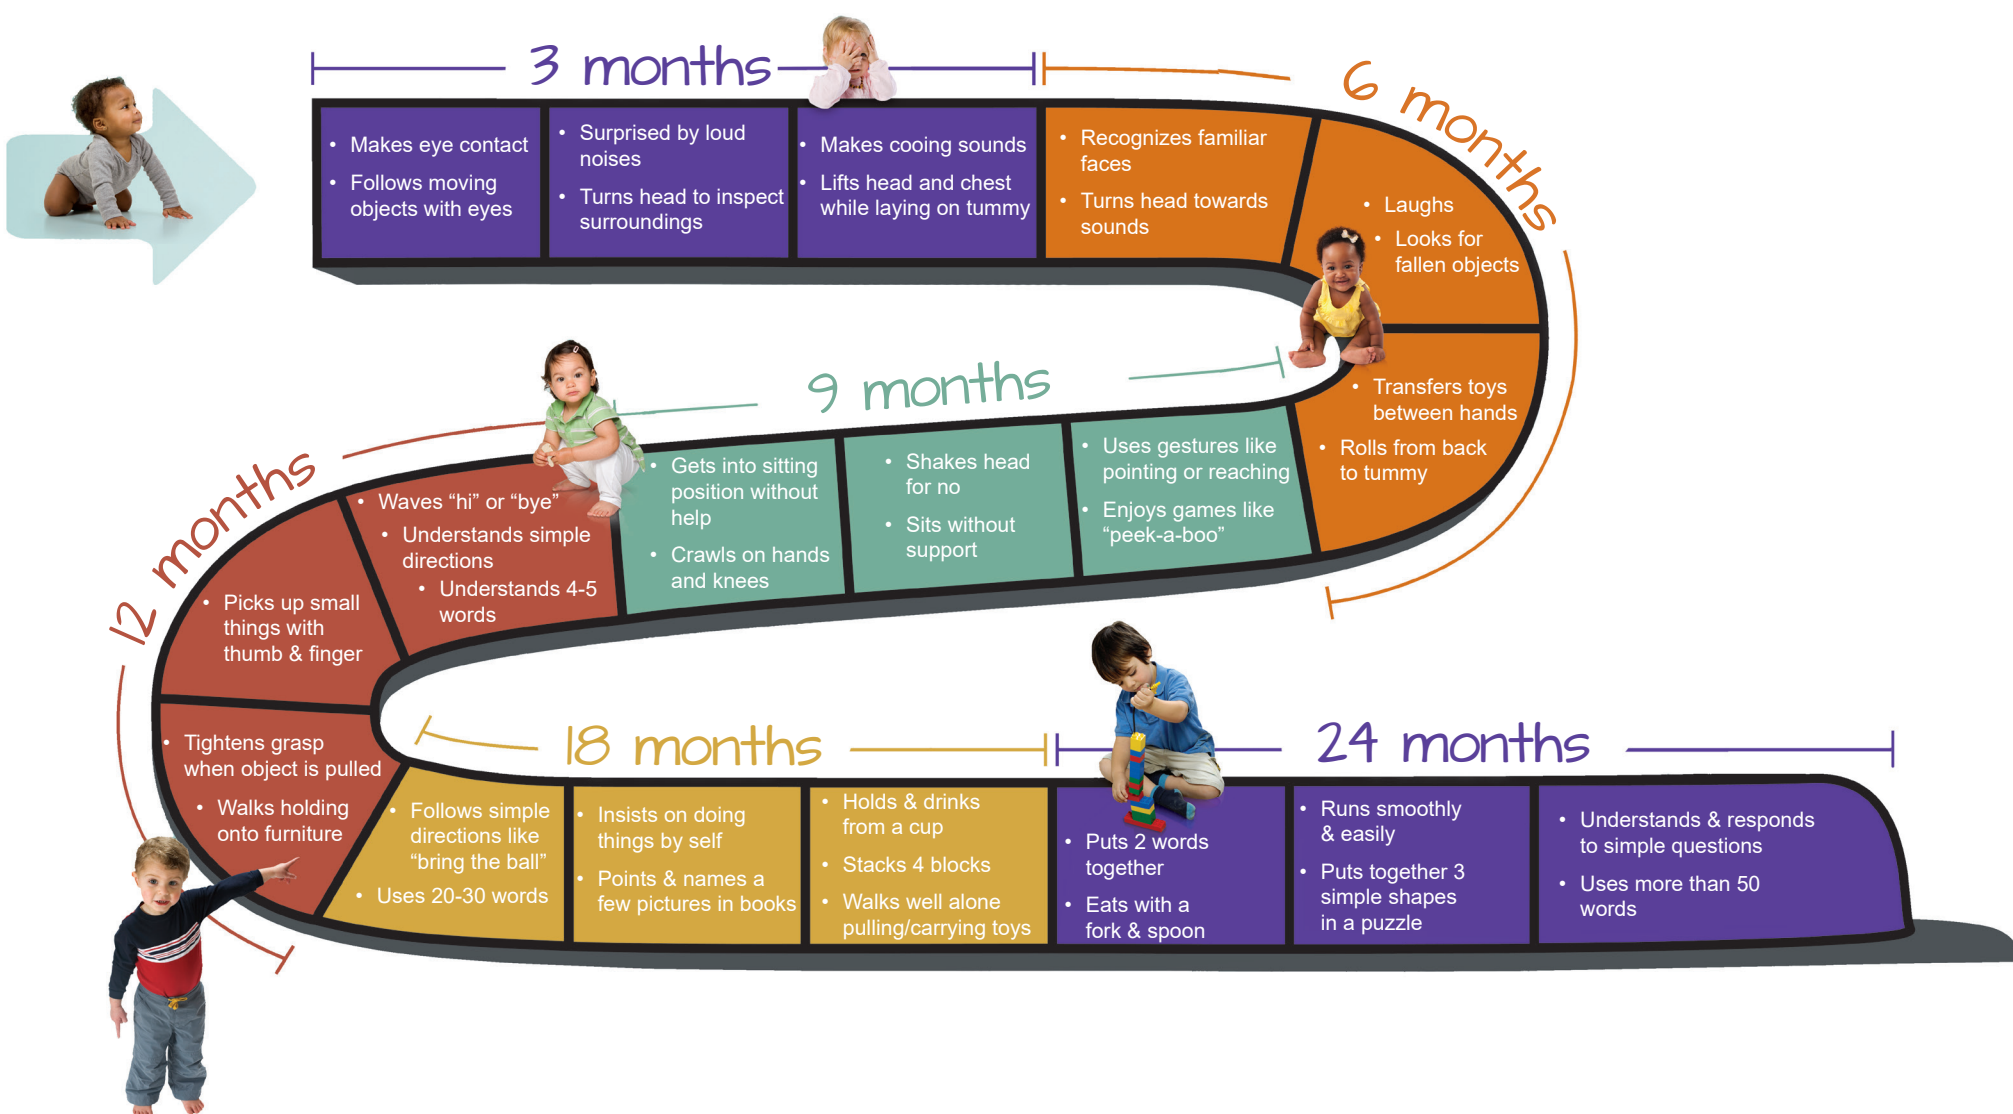 3 months
• Makes eye contact
• Follows moving
objects with eyes
• Surprised by loud
noises
• Turns head to inspect
surroundings
• Makes cooing sounds
• Lifts head and chest
while laying on tummy
6 months
• Recognizes familiar
faces
• Turns head towards
sounds
• Laughs
• Looks for
fallen objects
• Transfers toys
between hands
• Rolls from back
to tummy
9 months
• Uses gestures like
pointing or reaching
• Enjoys games like
“peek-a-boo”
• Shakes head
for no
• Sits without
support
• Gets into sitting
position without
help
• Crawls on hands
and knees
12 months
• Waves “hi” or “bye”
• Understands simple
directions
• Understands 4-5
words
• Picks up small
things with
thumb & finger
• Tightens grasp
when object is pulled
• Walks holding
onto furniture
18 months
• Follows simple
directions like
“bring the ball”
• Uses 20-30 words
• Insists on doing
things by self
• Points & names a
few pictures in books
• Holds & drinks
from a cup
• Stacks 4 blocks
• Walks well alone
pulling/carrying toys
24 months
• Puts 2 words
together
• Eats with a
fork & spoon
• Runs smoothly
& easily
• Puts together 3
simple shapes
in a puzzle
• Understands & responds
to simple questions
• Uses more than 50
words